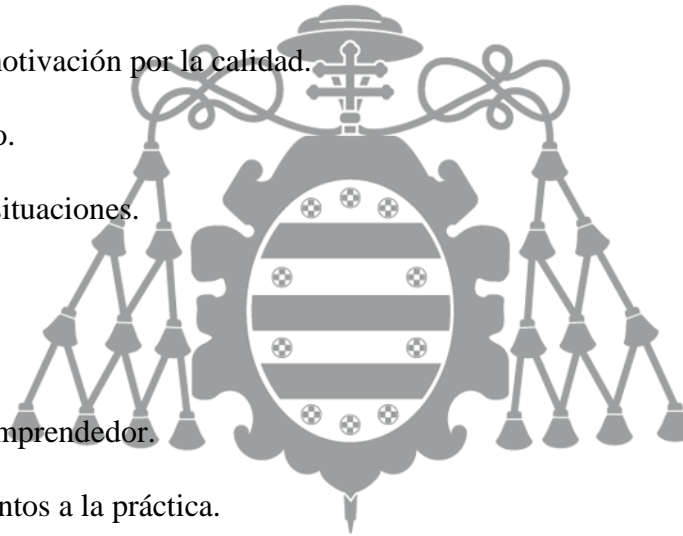 otivación por la calidad.
o.
ituaciones.
mprendedor.
ntos a la práctica.